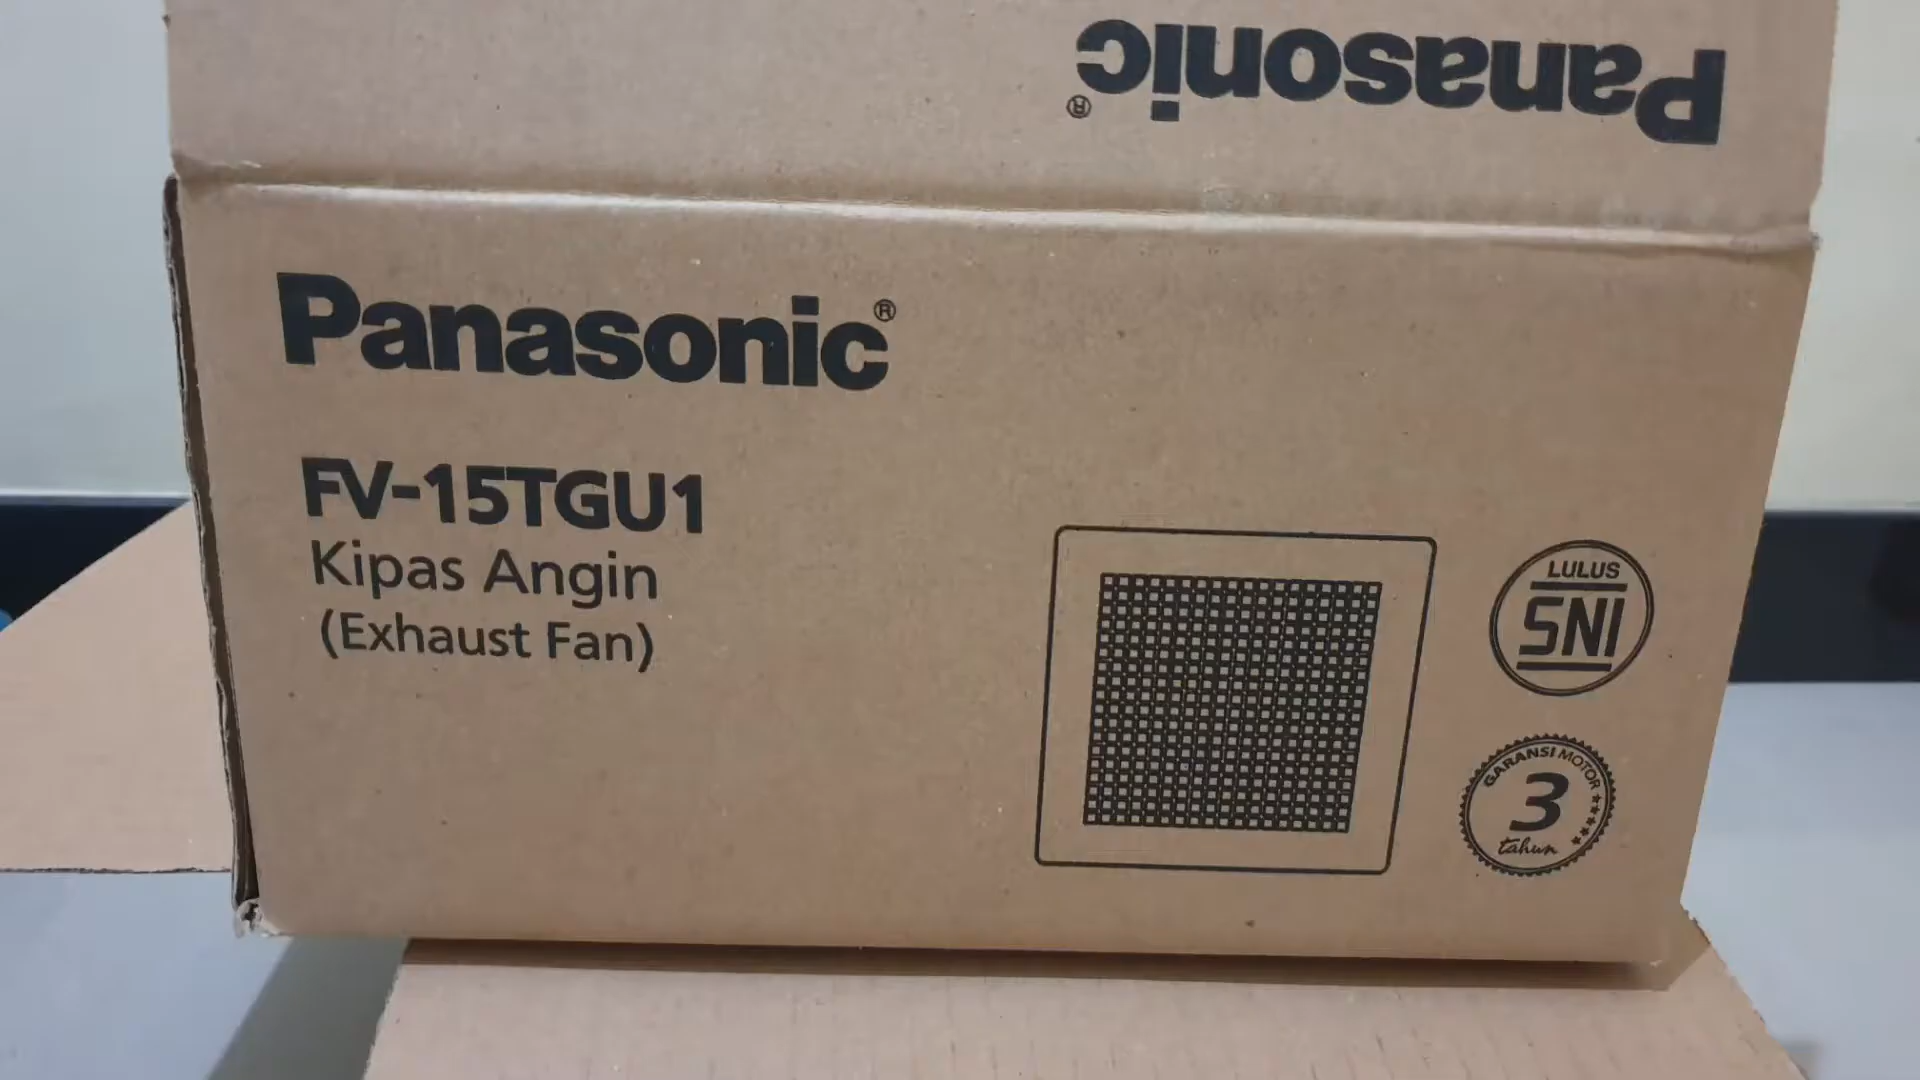 Panasonic®
Panasonic®
FV-15TGU1
Kipas Angin
(Exhaust Fan)
LULUS
SNI
GARANSI MOTOR
3
tahun